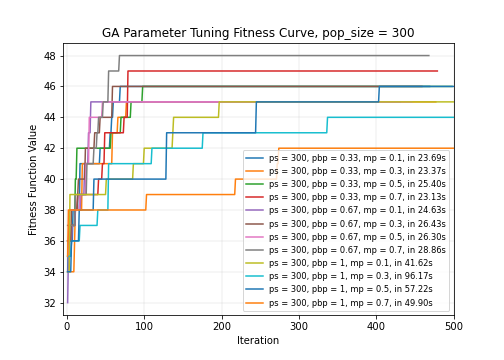 GA Parameter Tuning Fitness Curve, pop_size = 300
48
46
44
42
40
38
36
34
32
Fitness Function Value
ps = 300, pbp = 0.33, mp = 0.1, in 23.69s
ps = 300, pbp = 0.33, mp = 0.3, in 23.37s
ps = 300, pbp = 0.33, mp = 0.5, in 25.40s
ps = 300, pbp = 0.33, mp = 0.7, in 23.13s
ps = 300, pbp = 0.67, mp = 0.1, in 24.63s
ps = 300, pbp = 0.67, mp = 0.3, in 26.43s
ps = 300, pbp = 0.67, mp = 0.5, in 26.30s
ps = 300, pbp = 0.67, mp = 0.7, in 28.86s
ps = 300, pbp = 1, mp = 0.1, in 41.62s
ps = 300, pbp = 1, mp = 0.3, in 96.17s
ps = 300, pbp = 1, mp = 0.5, in 57.22s
ps = 300, pbp = 1, mp = 0.7, in 49.90s
0 100 200 300 400 500
Iteration